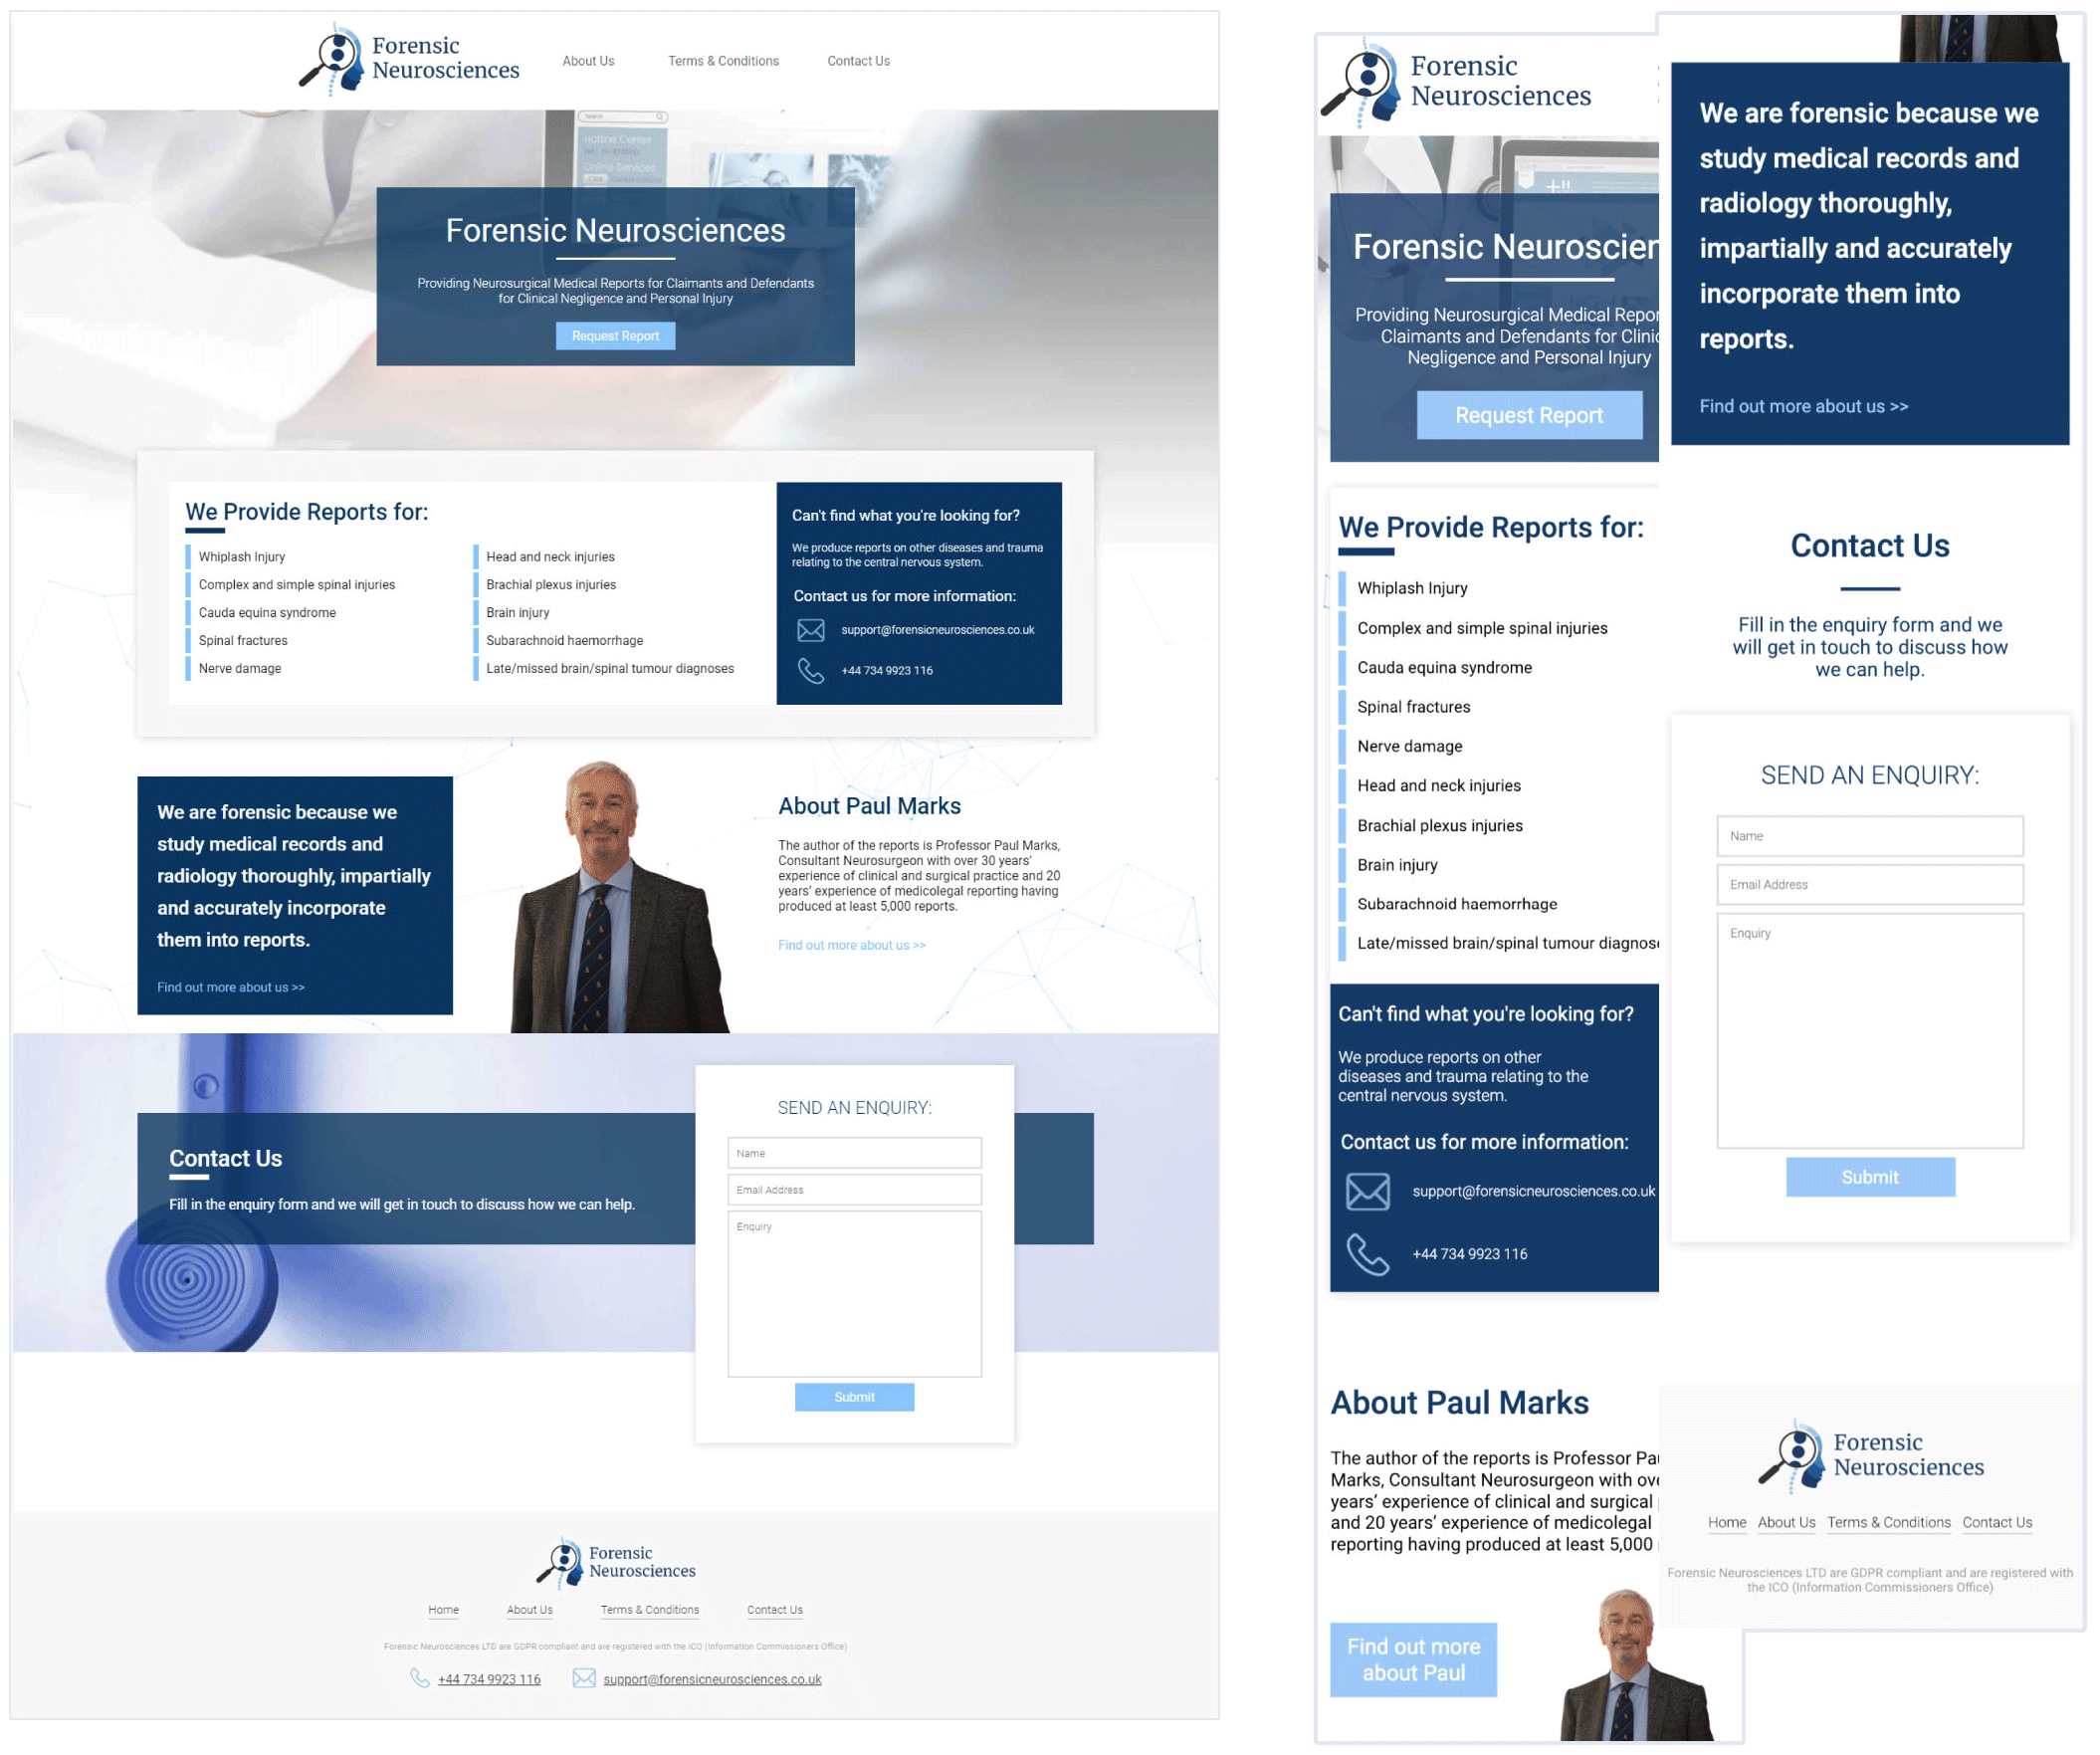 Forensic
Neurosciences
About Us
Terms & Conditions
Contact Us
Search
Hotline Center
Online Services
Click
Forensic Neurosciences
Providing Neurosurgical Medical Reports for Claimants and Defendants
for Clinical Negligence and Personal Injury
Request Report
We Provide Reports for:
Whiplash Injury
Complex and simple spinal injuries
Cauda equina syndrome
Spinal fractures
Nerve damage
Head and neck injuries
Brachial plexus injuries
Brain injury
Subarachnoid haemorrhage
Late/missed brain/spinal tumour diagnoses
Can't find what you're looking for?
We produce reports on other diseases and trauma
relating to the central nervous system.
Contact us for more information:
support@forensicneurosciences.co.uk
+44 734 9923 116
We are forensic because we
study medical records and
radiology thoroughly, impartially
and accurately incorporate
them into reports.
Find out more about us >>
About Paul Marks
The author of the reports is Professor Paul Marks,
Consultant Neurosurgeon with over 30 years'
experience of clinical and surgical practice and 20
years' experience of medicolegal reporting having
produced at least 5,000 reports.
Find out more about us >>
Contact Us
Fill in the enquiry form and we will get in touch to discuss how we can help.
SEND AN ENQUIRY:
Name
Email Address
Enquiry
Submit
Forensic
Neurosciences
Home
About Us
Terms & Conditions
Contact Us
Forensic Neurosciences LTD are GDPR compliant and are registered with the ICO (Information Commissioners Office)
+44 734 9923 116
support@forensicneurosciences.co.uk
Forensic
Neurosciences
Forensic Neuroscien
Providing Neurosurgical Medical Repor
Claimants and Defendants for Clinic
Negligence and Personal Injury
Request Report
We Provide Reports for:
Whiplash Injury
Complex and simple spinal injuries
Cauda equina syndrome
Spinal fractures
Nerve damage
Head and neck injuries
Brachial plexus injuries
Brain injury
Subarachnoid haemorrhage
Late/missed brain/spinal tumour diagnose
Can't find what you're looking for?
We produce reports on other
diseases and trauma relating to the
central nervous system.
Contact us for more information:
support@forensicneurosciences.co.uk
+44 734 9923 116
About Paul Marks
The author of the reports is Professor Pau
Marks, Consultant Neurosurgeon with ove
years' experience of clinical and surgical
and 20 years' experience of medicolegal
reporting having produced at least 5,000
Find out more
about Paul
We are forensic because we
study medical records and
radiology thoroughly,
impartially and accurately
incorporate them into
reports.
Find out more about us >>
Contact Us
Fill in the enquiry form and we
will get in touch to discuss how
we can help.
SEND AN ENQUIRY:
Name
Email Address
Enquiry
Submit
Forensic
Neurosciences
Home
About Us
Terms & Conditions
Contact Us
Forensic Neurosciences LTD are GDPR compliant and are registered with
the ICO (Information Commissioners Office)